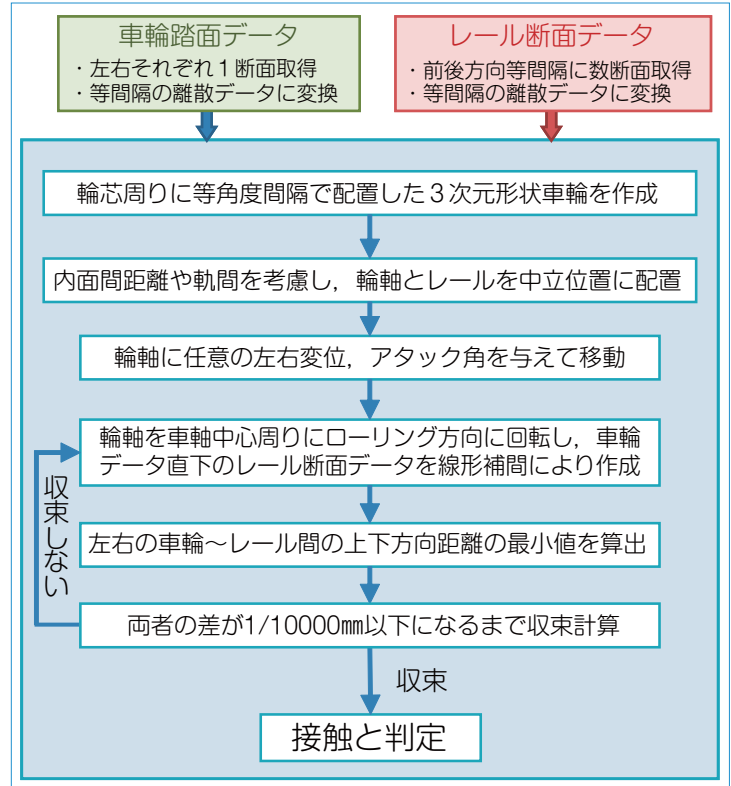 車輪踏面データ
・左右それぞれ１断面取得
・等間隔の離散データに変換
レール断面データ
・前後方向等間隔に数断面取得
・等間隔の離散データに変換
輪芯周りに等角度間隔で配置した３次元形状車輪を作成
内面間距離や軌間を考慮し，輪軸とレールを中立位置に配置
輪軸に任意の左右変位，アタック角を与えて移動
輪軸を車軸中心周りにローリング方向に回転し，車輪
データ直下のレール断面データを線形補間により作成
収束しない
左右の車輪～レール間の上下方向距離の最小値を算出
両者の差が1/10000㎜以下になるまで収束計算
収束
接触と判定